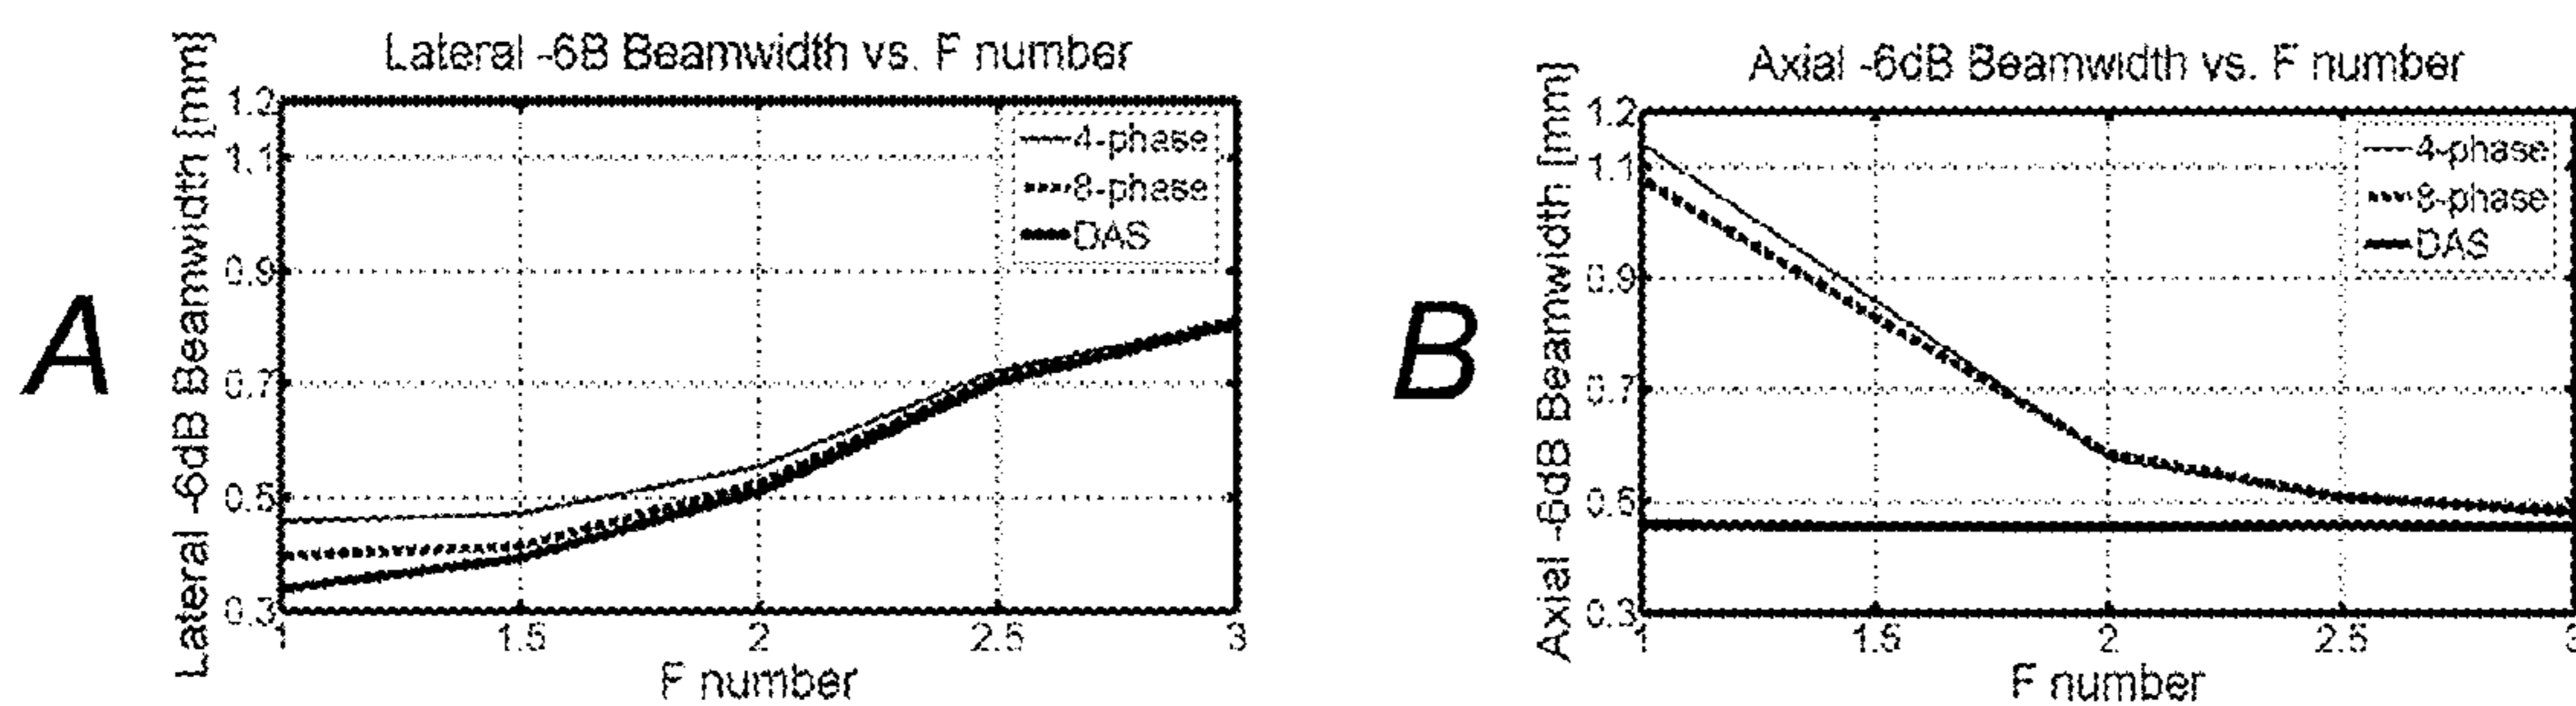 A
Lateral -6B Beamwidth vs. F number
Lateral -6dB Beamwidth [mm]
1.2
1.1
0.9
0.7
0.5
0.3
1 1.5 2 2.5 3
F number
4-phase
8-phase
DAS
B
Axial -6dB Beamwidth vs. F number
Axial -6dB Beamwidth [mm]
1.2
1.1
0.9
0.7
0.3
1 1.5 2 2.5 3
F number
4-phase
8-phase
DAS